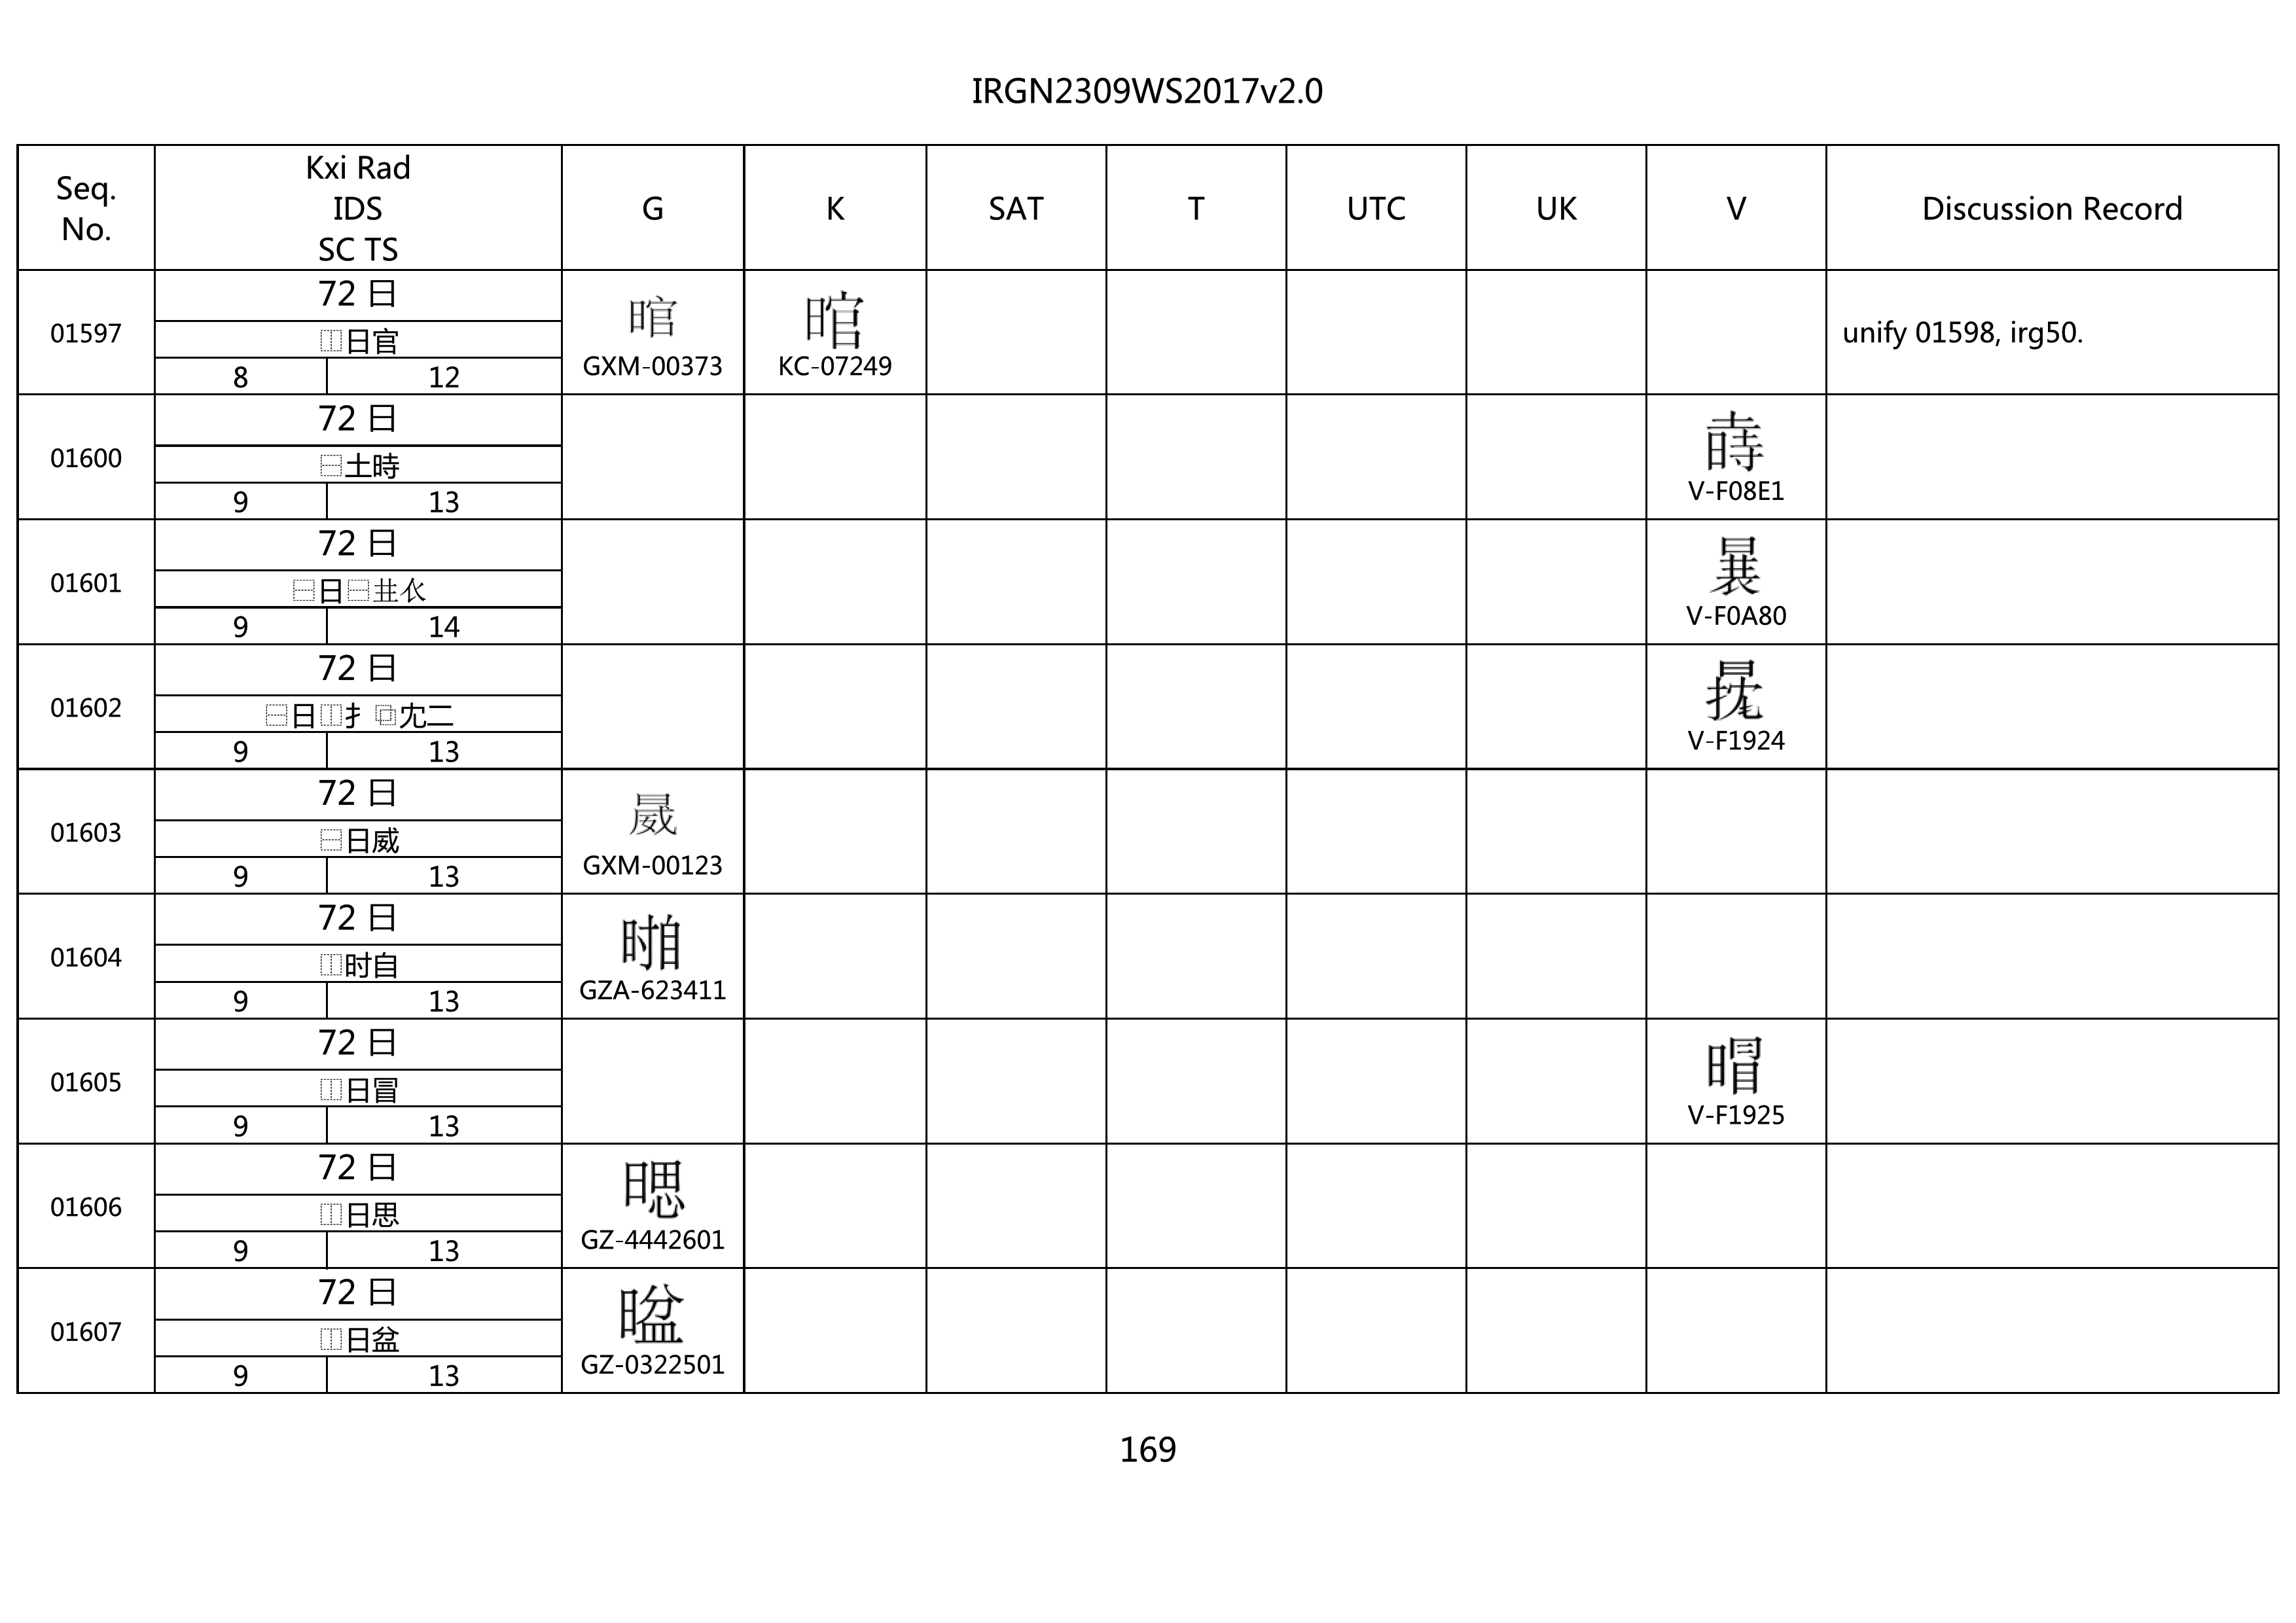 IRGN2309WS2017v2.0
Seq. No.
Kxi Rad
IDS
SC TS
G
K
SAT
T
UTC
UK
V
Discussion Record
01597
72 日
⿰日官
8
12
GXM-00373
KC-07249
unify 01598, irg50.
01600
72 日
⿱土時
9
13
V-F08E1
01601
72 日
⿱日⿱𠀎𧘇
9
14
V-F0A80
01602
72 日
⿱日⿰扌⿻尢二
9
13
V-F1924
01603
72 日
⿱日威
9
13
GXM-00123
01604
72 日
⿰时自
9
13
GZA-623411
01605
72 日
⿰日冒
9
13
V-F1925
01606
72 日
⿰日思
9
13
GZ-4442601
01607
72 日
⿰日盆
9
13
GZ-0322501
169